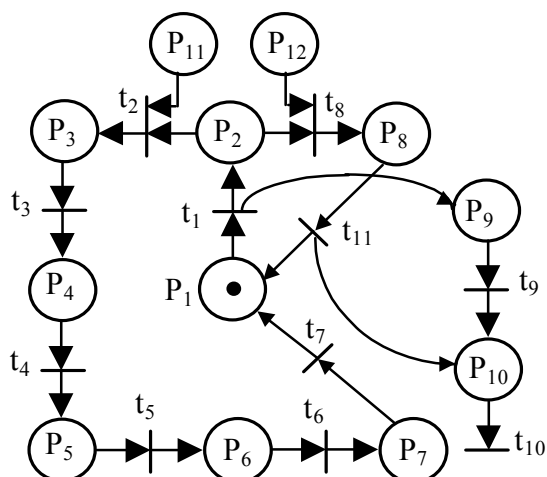 P11 P12
t2 t8
P3 P2 P8
t3 t1 t11 P9
P4 P1 t9
t7
t4 P10
t5 t6
P5 P6 P7 t10